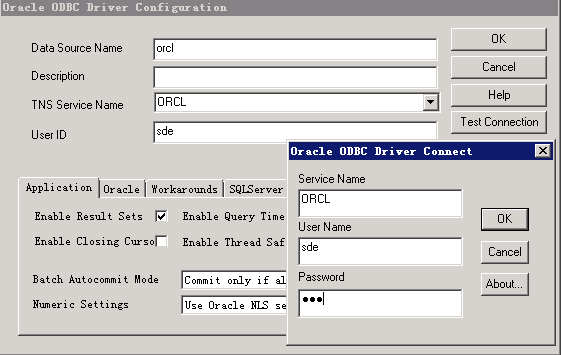 Oracle ODBC Driver Configuration
Data Source Name
orcl
OK
Description
Cancel
TNS Service Name
ORCL
Help
User ID
sde
Test Connection
Application
Oracle
Workarounds
SQLServer
Enable Result Sets
Enable Query Time
Enable Closing Curso
Enable Thread Saf
Batch Autocommit Mode
Commit only if al
Numeric Settings
Use Oracle NLS se
Oracle ODBC Driver Connect
Service Name
ORCL
OK
User Name
sde
Cancel
Password
●●●
About...